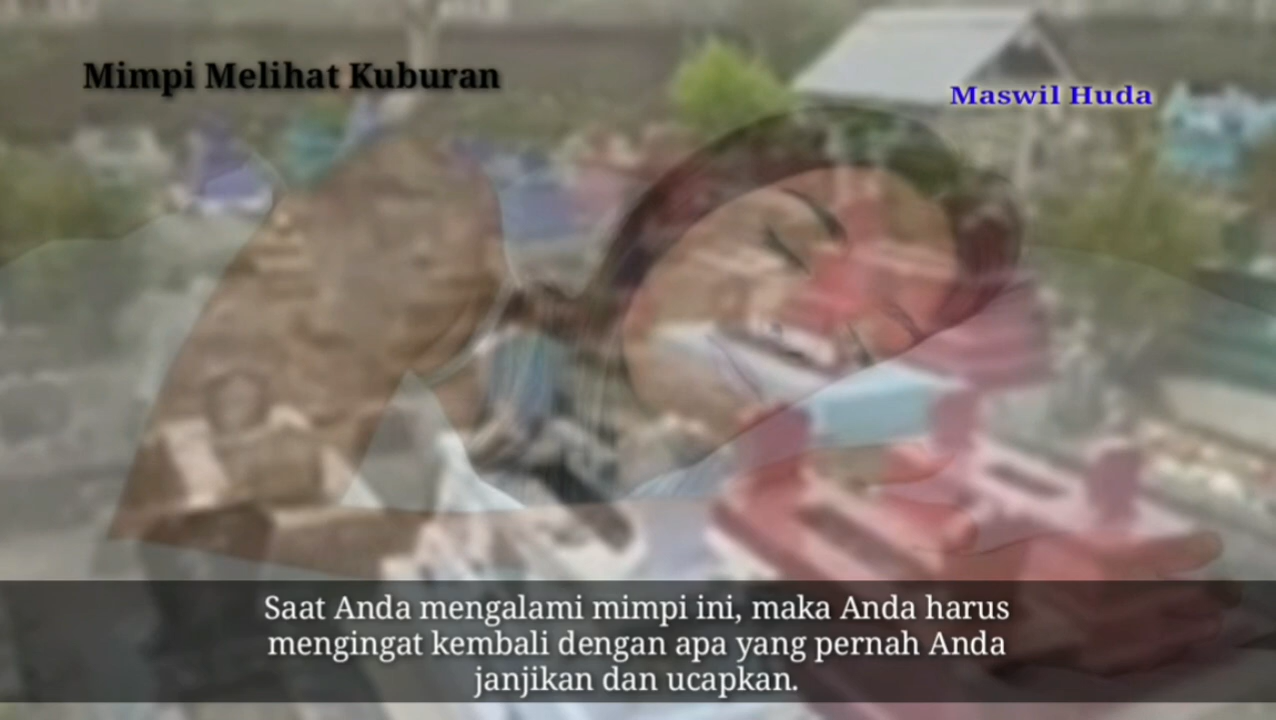 Mimpi Melihat Kuburan
Maswil Huda
Saat Anda mengalami mimpi ini, maka Anda harus
mengingat kembali dengan apa yang pernah Anda
janjikan dan ucapkan.